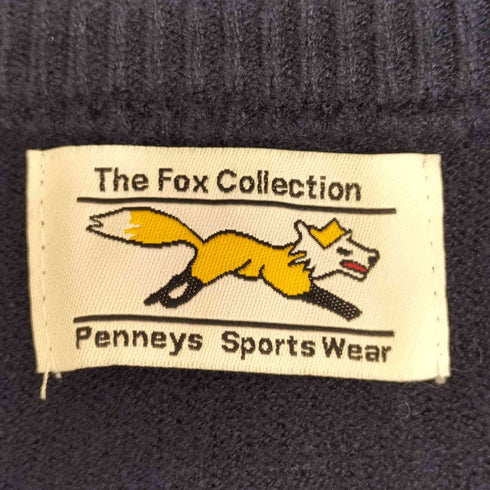 The Fox Collection
Penneys Sports Wear